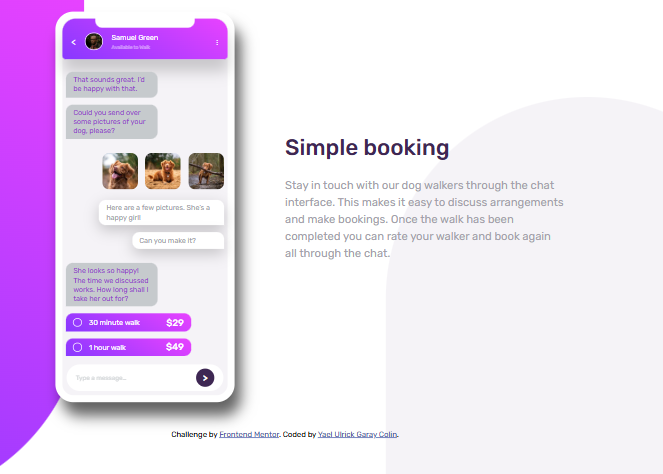 Samuel Green
Available to Walk
That sounds great. I'd
be happy with that.
Could you send over
some pictures of your
dog, please?
Here are a few pictures. She's a
happy girl!
Can you make it?
She looks so happy!
The time we discussed
works. How long shall I
take her out for?
30 minute walk $29
1 hour walk $49
Type a message...
Simple booking
Stay in touch with our dog walkers through the chat
interface. This makes it easy to discuss arrangements
and make bookings. Once the walk has been
completed you can rate your walker and book again
all through the chat.
Challenge by Frontend Mentor. Coded by Yael Ulrick Garay Colin.